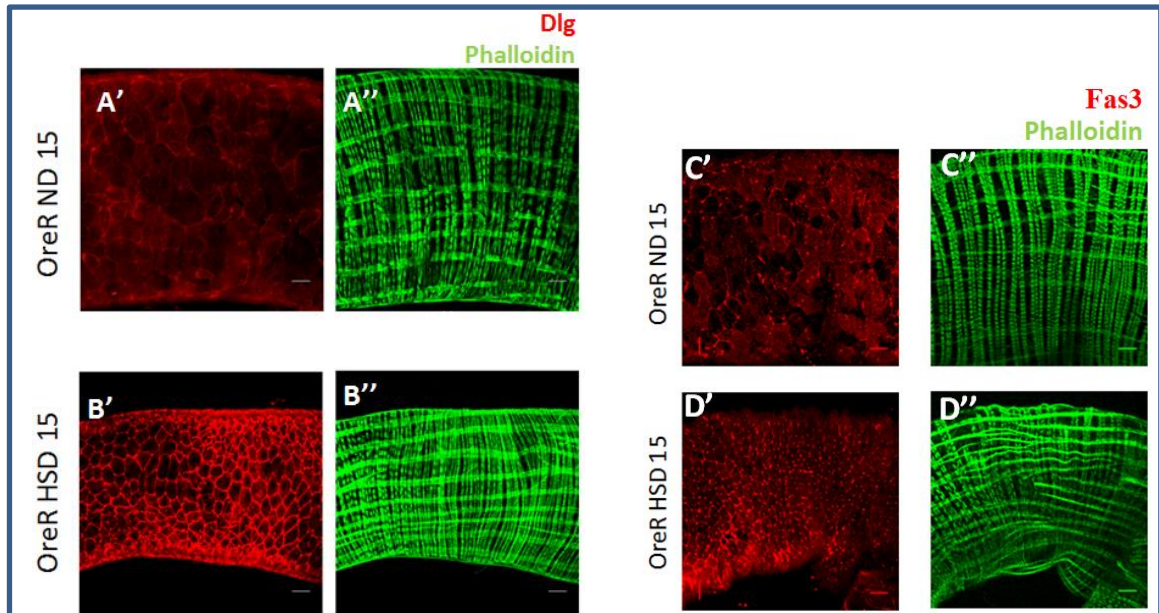 Dlg
Phalloidin
A'
A''
OreR ND 15
B'
B''
OreR HSD 15
Fas3
Phalloidin
C'
C''
OreR ND 15
D'
D''
OreR HSD 15